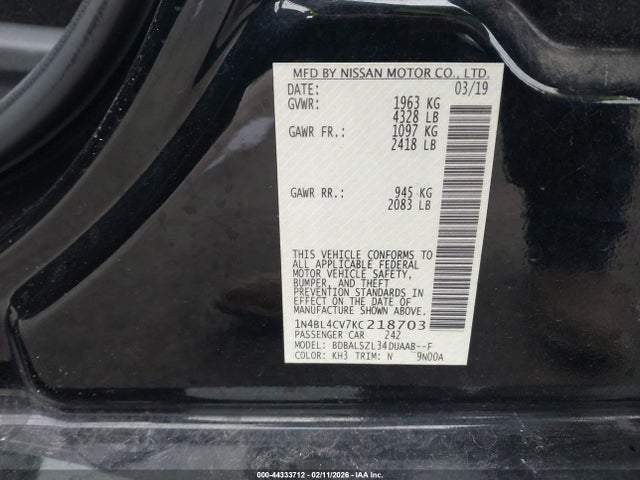 MFD BY NISSAN MOTOR CO., LTD.
DATE: 03/19
GVWR: 1963 KG
4328 LB
GAWR FR.: 1097 KG
2418 LB
GAWR RR.: 945 KG
2083 LB
THIS VEHICLE CONFORMS TO
ALL APPLICABLE FEDERAL
MOTOR VEHICLE SAFETY,
BUMPER, AND THEFT
PREVENTION STANDARDS IN
EFFECT ON THE DATE OF
MANUFACTURE SHOWN ABOVE.
1N4BL4CV7KC218703
PASSENGER CAR 242
MODEL: BDBALSZL34DUAAB--F
COLOR: KH3 TRIM: N 9N00A
000-44333712 - 02/11/2026 - IAA Inc.